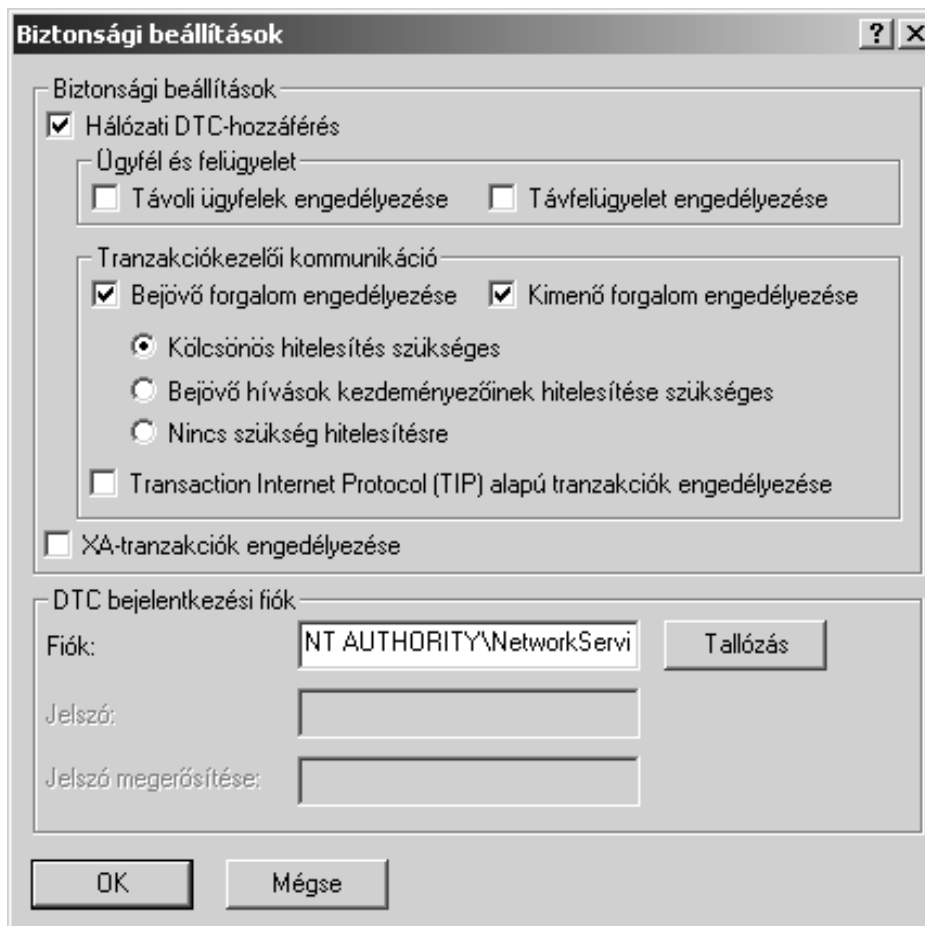 Biztonsági beállítások
Biztonsági beállítások
Hálózati DTC-hozzáférés
Ügyfél és felügyelet
Távoli ügyfelek engedélyezése Távfelügyelet engedélyezése
Tranzakciókezelői kommunikáció
Bejövő forgalom engedélyezése Kimenő forgalom engedélyezése
Kölcsönös hitelesítés szükséges
Bejövő hívások kezdeményezőinek hitelesítése szükséges
Nincs szükség hitelesítésre
Transaction Internet Protocol (TIP) alapú tranzakciók engedélyezése
XA-tranzakciók engedélyezése
DTC bejelentkezési fiók
Fiók: NT AUTHORITY\NetworkServi Tallózás
Jelszó:
Jelszó megerősítése:
OK Mégse